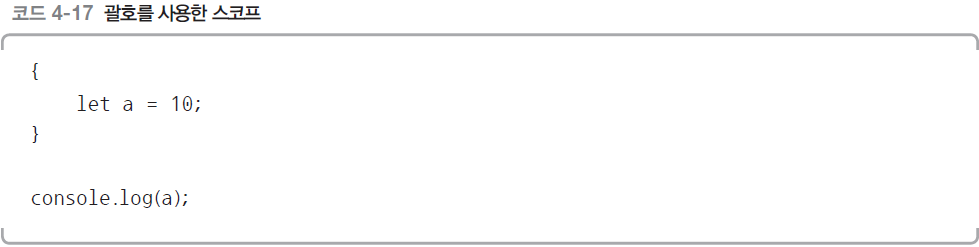 코드 4-17 괄호를 사용한 스코프
{
    let a = 10;
}
console.log(a);